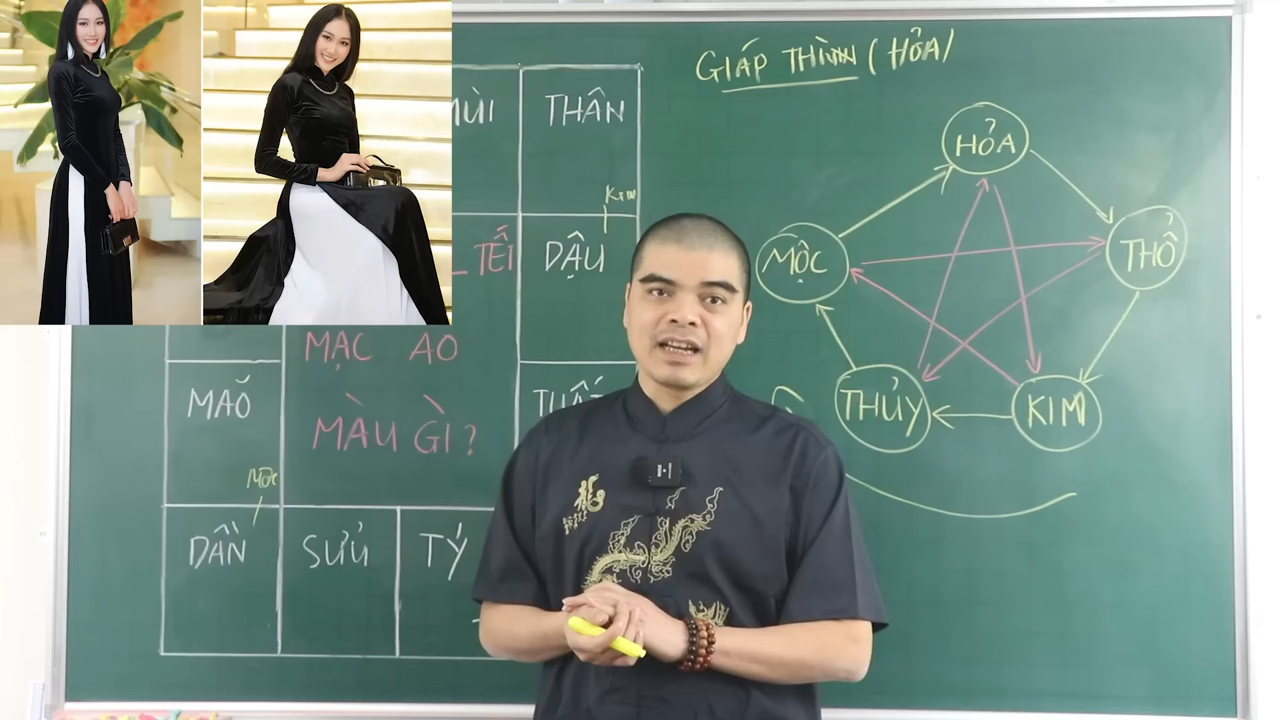 GIÁP THÌN (HỎA)
MÙI
THÂN
HỎA
Kim
MỘC
THỔ
TẾT
DẬU
MẠC ÁO
MÃO
THỦY
KIM
MÀU GÌ?
Mộc
龍
DẦN
SỬU
TÝ